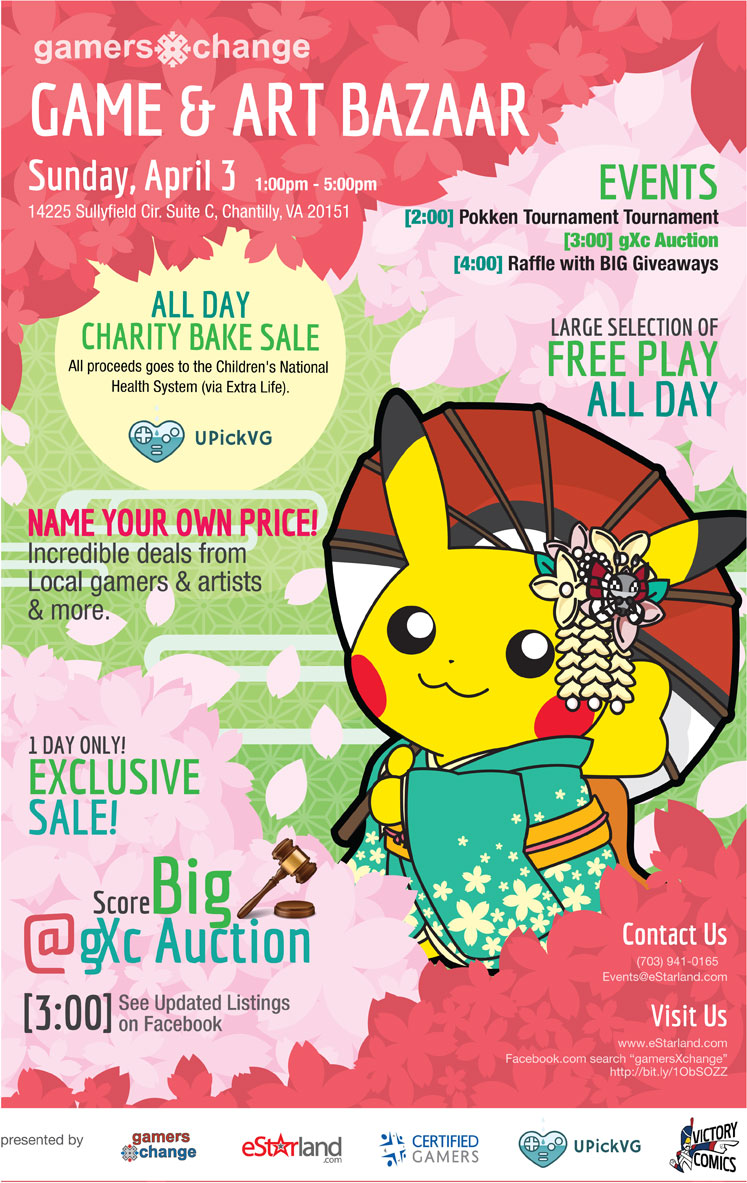 gamers change
GAME & ART BAZAAR
Sunday, April 3 1:00pm - 5:00pm
14225 Sullyfield Cir. Suite C, Chantilly, VA 20151
EVENTS
[2:00] Pokken Tournament Tournament
[3:00] gXc Auction
[4:00] Raffle with BIG Giveaways
ALL DAY
CHARITY BAKE SALE
All proceeds goes to the Children's National
Health System (via Extra Life).
UPickVG
LARGE SELECTION OF
FREE PLAY
ALL DAY
NAME YOUR OWN PRICE!
Incredible deals from
Local gamers & artists
& more.
1 DAY ONLY!
EXCLUSIVE
SALE!
Score Big
@gXc Auction
[3:00] See Updated Listings
on Facebook
Contact Us
(703) 941-0165
Events@eStarland.com
Visit Us
www.eStarland.com
Facebook.com search “gamersXchange”
http://bit.ly/1ObSOZZ
presented by
gamers
change
eStarland
.com
CERTIFIED
GAMERS
UPickVG
VICTORY
COMICS